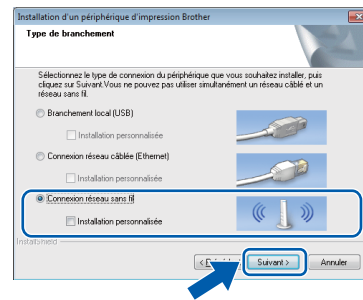 Installation d'un périphérique d'impression Brother
Type de branchement
Sélectionnez le type de connexion du périphérique que vous souhaitez installer, puis
cliquez sur Suivant.Vous ne pouvez pas utiliser simultanément un réseau câblé et un
réseau sans fil.
Branchement local (USB)
Installation personnalisée
Connexion réseau câblée (Ethernet)
Installation personnalisée
Connexion réseau sans fil
Installation personnalisée
InstallShield
Suivant >
Annuler